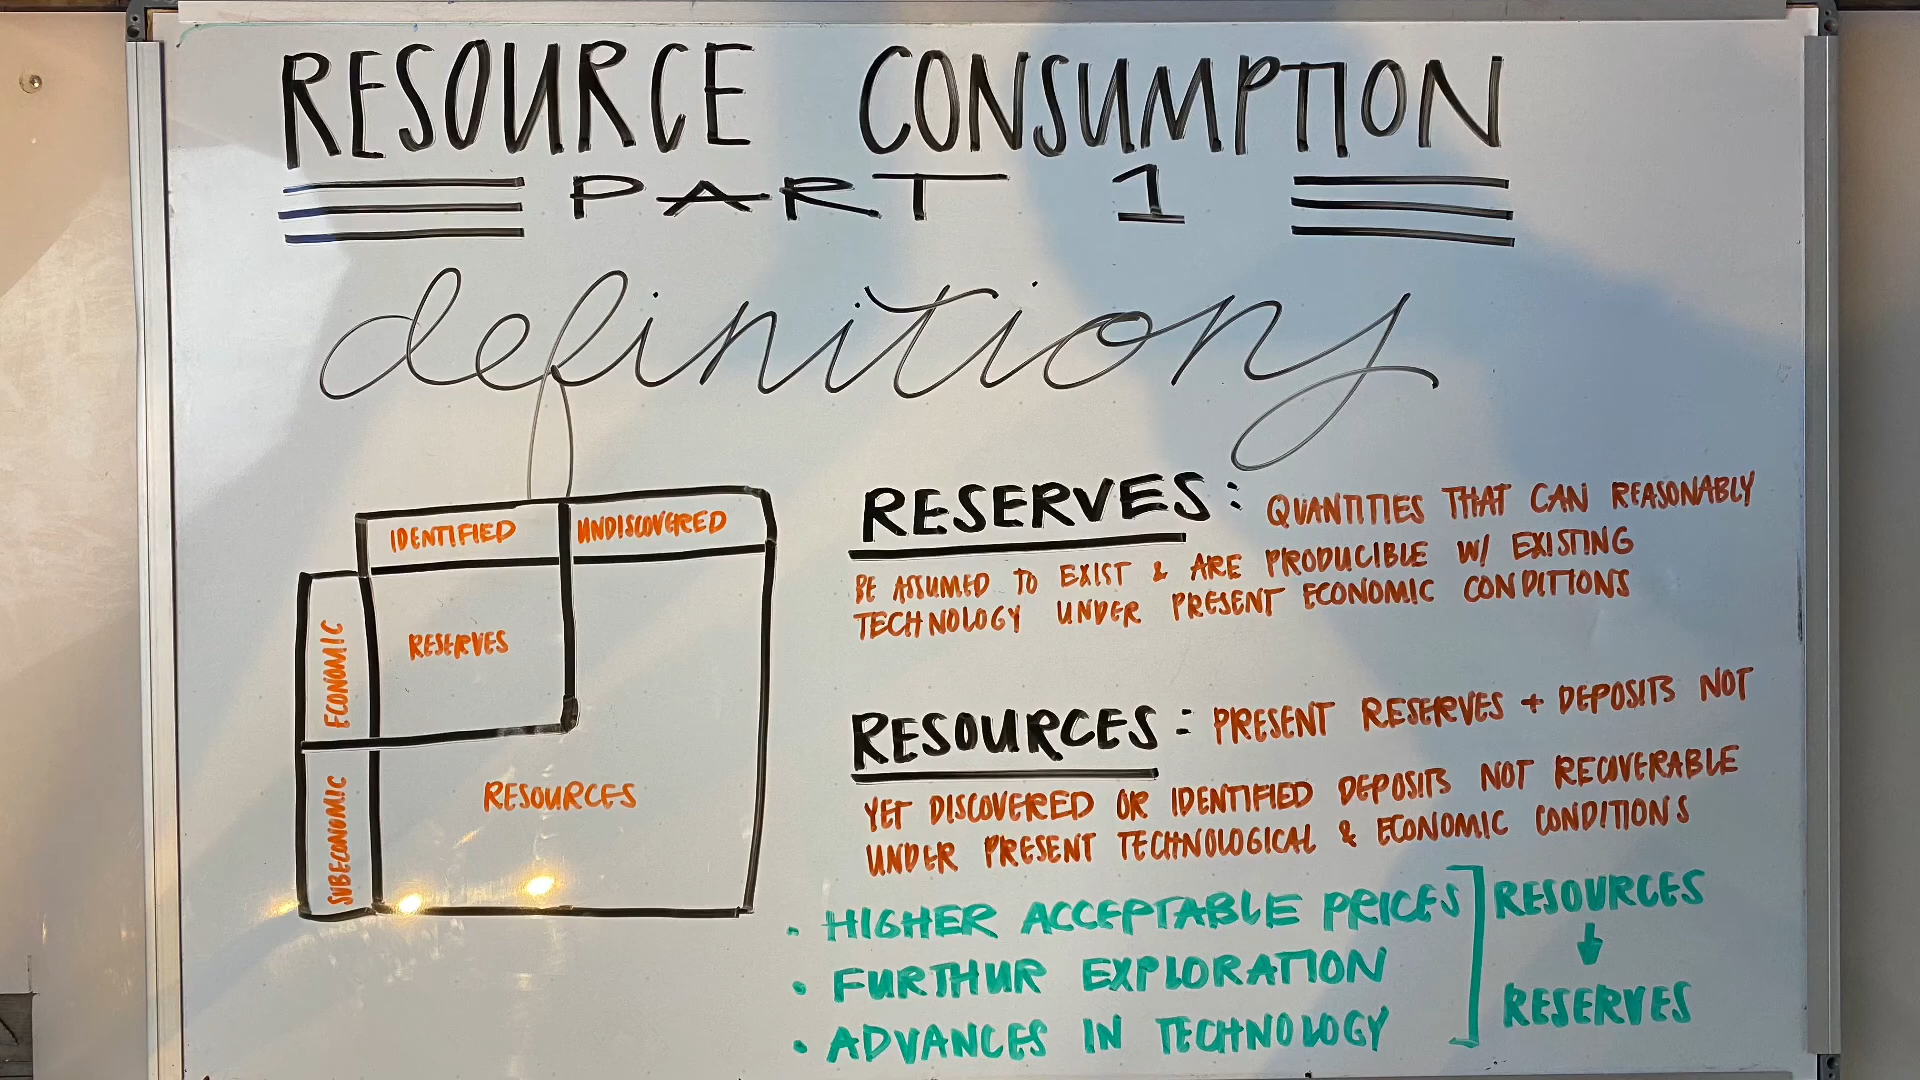 RESOURCE CONSUMPTION
PART 1
definitions
IDENTIFIED UNDISCOVERED
ECONOMIC
RESERVES
SUBECONOMIC
RESOURCES
RESERVES: QUANTITIES THAT CAN REASONABLY
BE ASSUMED TO EXIST & ARE PRODUCIBLE W/ EXISTING
TECHNOLOGY UNDER PRESENT ECONOMIC CONDITIONS
RESOURCES: PRESENT RESERVES + DEPOSITS NOT
YET DISCOVERED OR IDENTIFIED DEPOSITS NOT RECOVERABLE
UNDER PRESENT TECHNOLOGICAL & ECONOMIC CONDITIONS
• HIGHER ACCEPTABLE PRICES
• FURTHUR EXPLORATION
• ADVANCES IN TECHNOLOGY
RESOURCES
↓
RESERVES